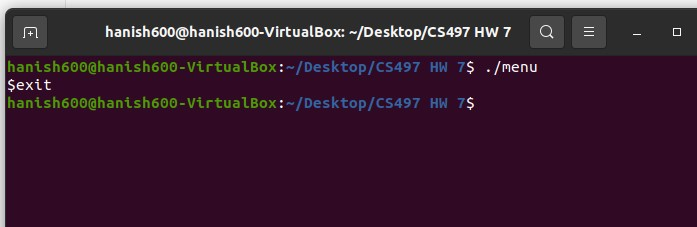 hanish600@hanish600-VirtualBox: ~/Desktop/CS497 HW 7
hanish600@hanish600-VirtualBox:~/Desktop/CS497 HW 7$ ./menu
$exit
hanish600@hanish600-VirtualBox:~/Desktop/CS497 HW 7$